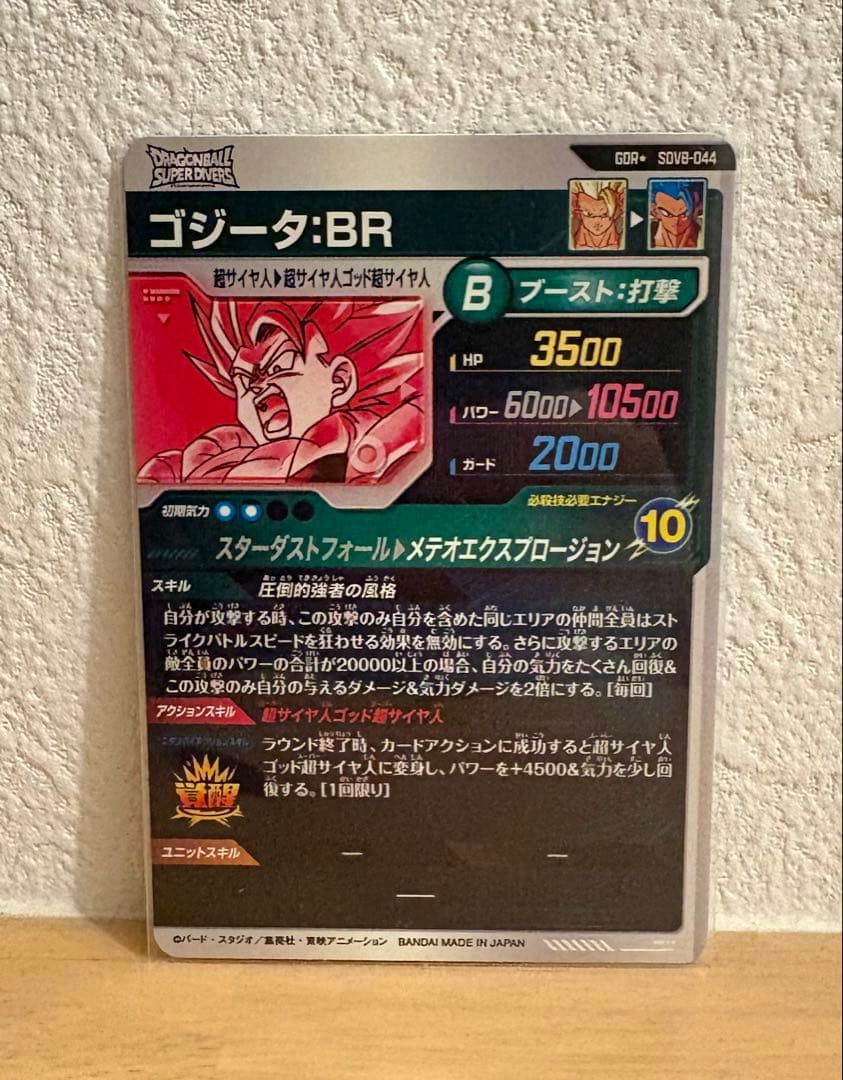 DRAGONBALL
SUPER DIVERS
GDR★ SDV8-044
ゴジータ:BR
超サイヤ人▶超サイヤ人ゴッド超サイヤ人
B ブースト:打撃
HP 3500
パワー 6000▶10500
ガード 2000
初期気力
必殺技必要エナジー
10
スターダストフォール▶メテオエクスプロージョン
スキル 圧倒的強者の風格
自分が攻撃する時、この攻撃のみ自分を含めた同じエリアの仲間全員はスト
ライクバトルスピードを狂わせる効果を無効にする。さらに攻撃するエリアの
敵全員のパワーの合計が20000以上の場合、自分の気力をたくさん回復&
この攻撃のみ自分の与えるダメージ&気力ダメージを2倍にする。[毎回]
アクションスキル 超サイヤ人ゴッド超サイヤ人
ラウンド終了時、カードアクションに成功すると超サイヤ人
ゴッド超サイヤ人に変身し、パワーを+4500&気力を少し回
復する。[1回限り]
覚醒
ユニットスキル
©バード・スタジオ/集英社・東映アニメーション BANDAI MADE IN JAPAN